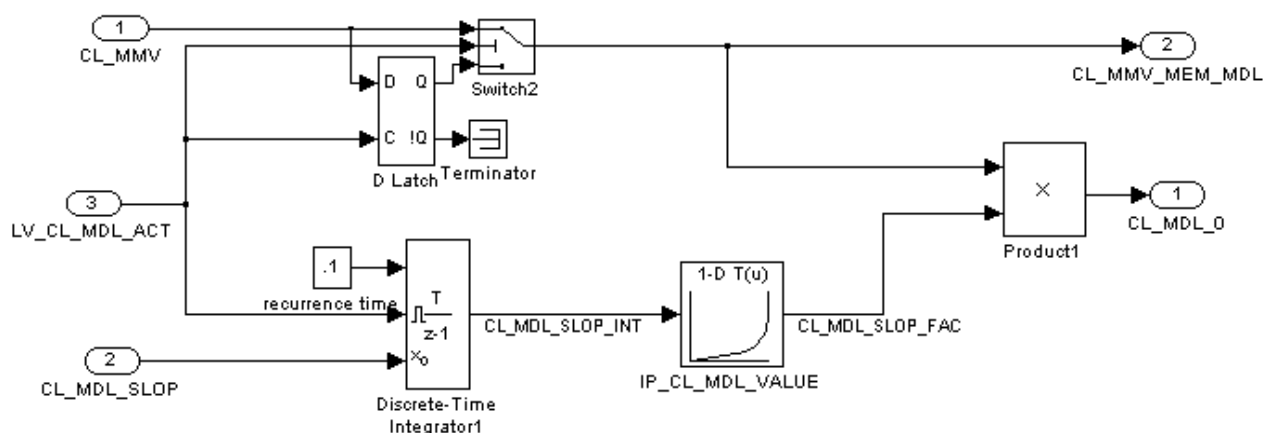 1
CL_MMV
D Q
C !Q
D Latch
Switch2
Terminator
2
CL_MMV_MEM_MDL
3
LV_CL_MDL_ACT
×
Product1
1
CL_MDL_0
.1
recurrence time
T
z-1
x0
Discrete-Time
Integrator1
CL_MDL_SLOP_INT
1-D T(u)
IP_CL_MDL_VALUE
CL_MDL_SLOP_FAC
2
CL_MDL_SLOP